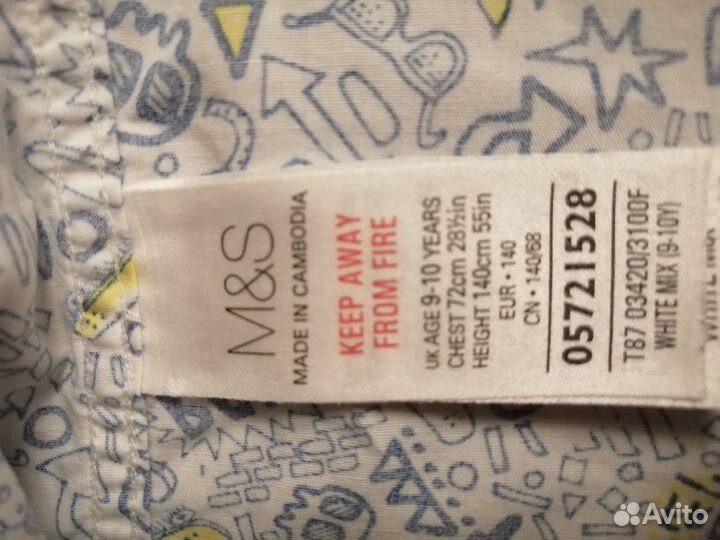 M&S
MADE IN CAMBODIA
KEEP AWAY
FROM FIRE
UK AGE 9-10 YEARS
CHEST 72cm 28½in
HEIGHT 140cm 55in
EUR • 140
CN • 140/68
05721528
T87 03420/3100F
WHITE MIX (9-10Y)
Avito